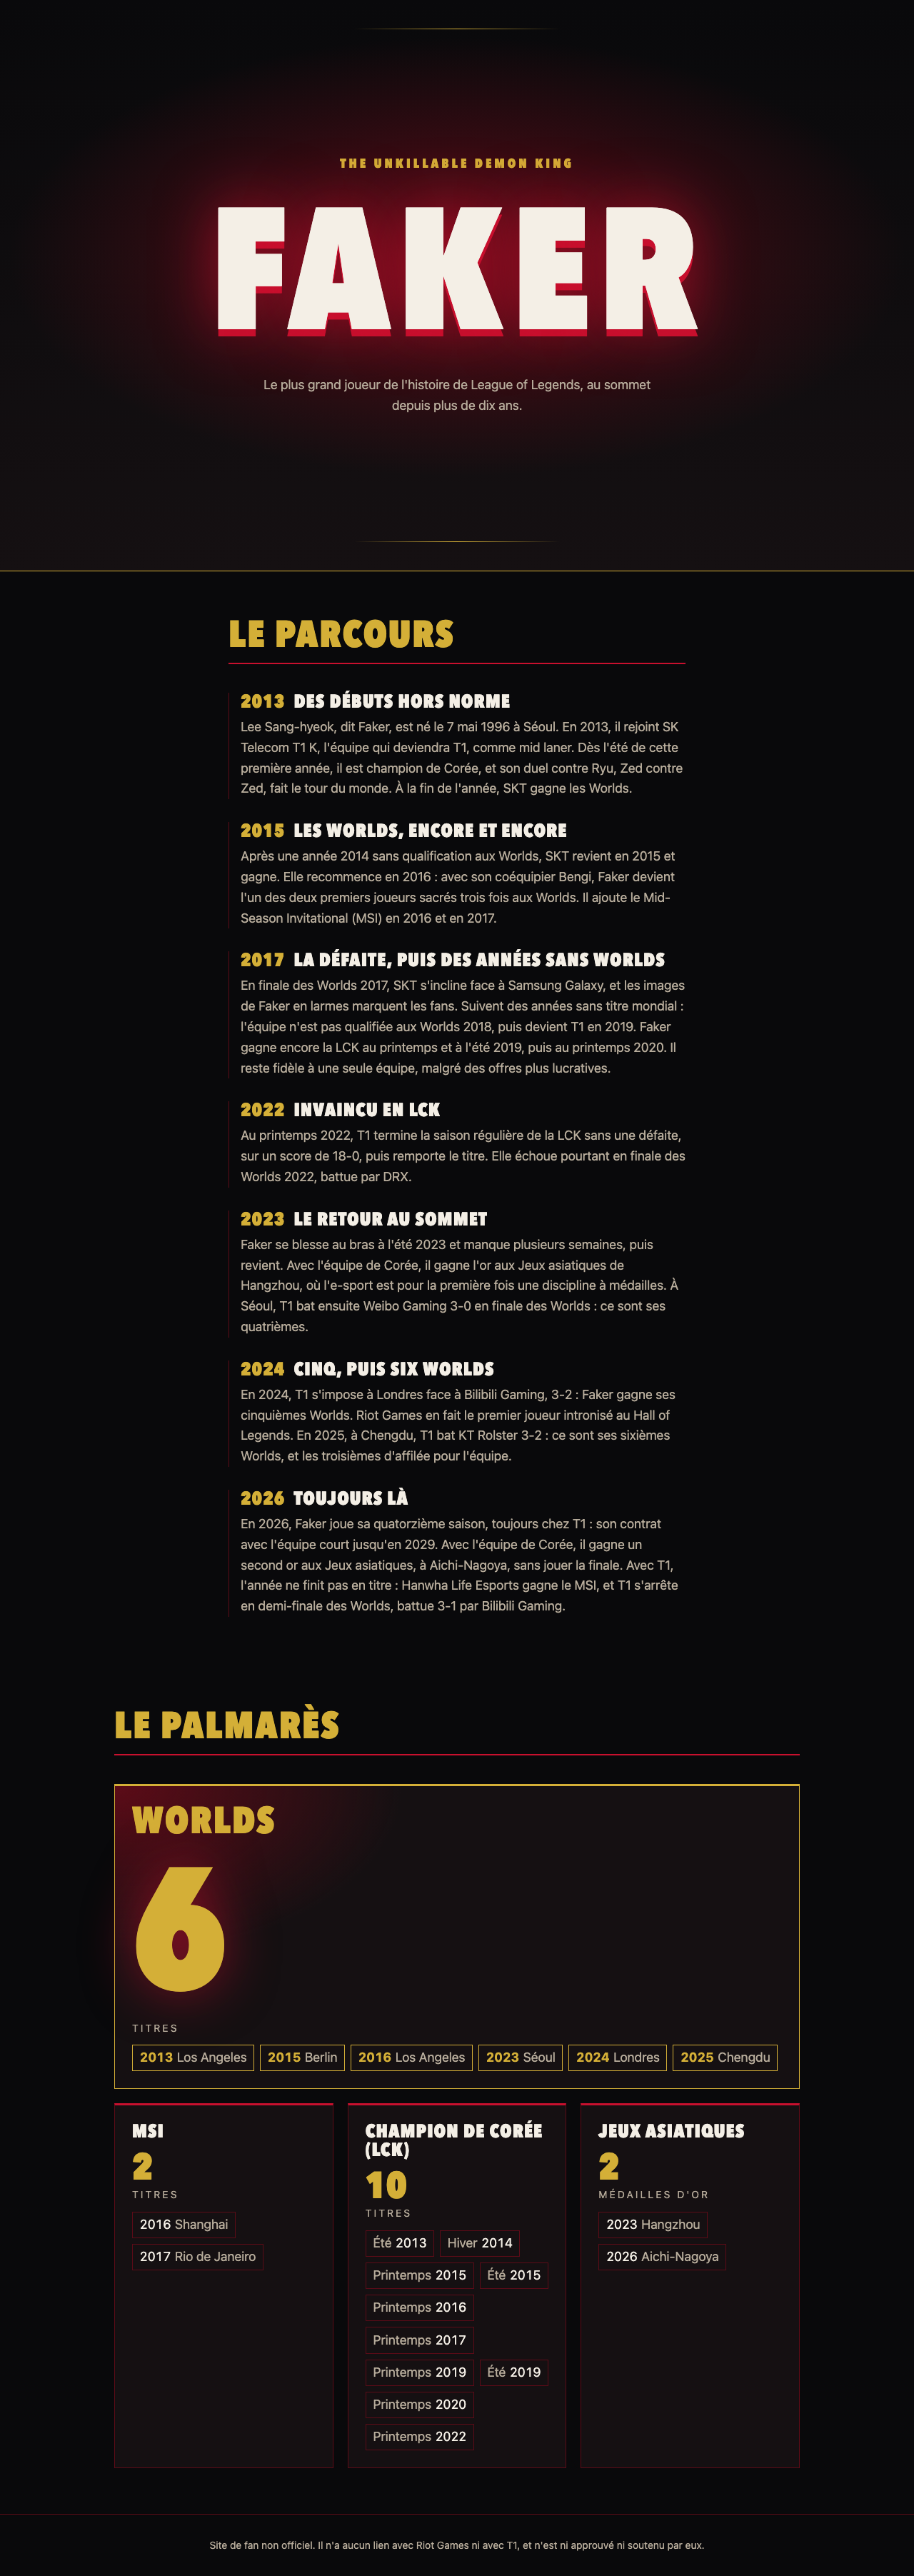 THE UNKILLABLE DEMON KING
FAKER
Le plus grand joueur de l'histoire de League of Legends, au sommet
depuis plus de dix ans.
LE PARCOURS
2013 DES DÉBUTS HORS NORME
Lee Sang-hyeok, dit Faker, est né le 7 mai 1996 à Séoul. En 2013, il rejoint SK
Telecom T1 K, l'équipe qui deviendra T1, comme mid laner. Dès l'été de cette
première année, il est champion de Corée, et son duel contre Ryu, Zed contre
Zed, fait le tour du monde. À la fin de l'année, SKT gagne les Worlds.
2015 LES WORLDS, ENCORE ET ENCORE
Après une année 2014 sans qualification aux Worlds, SKT revient en 2015 et
gagne. Elle recommence en 2016 : avec son coéquipier Bengi, Faker devient
l'un des deux premiers joueurs sacrés trois fois aux Worlds. Il ajoute le Mid-
Season Invitational (MSI) en 2016 et en 2017.
2017 LA DÉFAITE, PUIS DES ANNÉES SANS WORLDS
En finale des Worlds 2017, SKT s'incline face à Samsung Galaxy, et les images
de Faker en larmes marquent les fans. Suivent des années sans titre mondial :
l'équipe n'est pas qualifiée aux Worlds 2018, puis devient T1 en 2019. Faker
gagne encore la LCK au printemps et à l'été 2019, puis au printemps 2020. Il
reste fidèle à une seule équipe, malgré des offres plus lucratives.
2022 INVAINCU EN LCK
Au printemps 2022, T1 termine la saison régulière de la LCK sans une défaite,
sur un score de 18-0, puis remporte le titre. Elle échoue pourtant en finale des
Worlds 2022, battue par DRX.
2023 LE RETOUR AU SOMMET
Faker se blesse au bras à l'été 2023 et manque plusieurs semaines, puis
revient. Avec l'équipe de Corée, il gagne l'or aux Jeux asiatiques de
Hangzhou, où l'e-sport est pour la première fois une discipline à médailles. À
Séoul, T1 bat ensuite Weibo Gaming 3-0 en finale des Worlds : ce sont ses
quatrièmes.
2024 CINQ, PUIS SIX WORLDS
En 2024, T1 s'impose à Londres face à Bilibili Gaming, 3-2 : Faker gagne ses
cinquièmes Worlds. Riot Games en fait le premier joueur intronisé au Hall of
Legends. En 2025, à Chengdu, T1 bat KT Rolster 3-2 : ce sont ses sixièmes
Worlds, et les troisièmes d'affilée pour l'équipe.
2026 TOUJOURS LÀ
En 2026, Faker joue sa quatorzième saison, toujours chez T1 : son contrat
avec l'équipe court jusqu'en 2029. Avec l'équipe de Corée, il gagne un
second or aux Jeux asiatiques, à Aichi-Nagoya, sans jouer la finale. Avec T1,
l'année ne finit pas en titre : Hanwha Life Esports gagne le MSI, et T1 s'arrête
en demi-finale des Worlds, battue 3-1 par Bilibili Gaming.
LE PALMARÈS
WORLDS
6
TITRES
2013 Los Angeles 2015 Berlin 2016 Los Angeles 2023 Séoul 2024 Londres 2025 Chengdu
MSI
2
TITRES
2016 Shanghai
2017 Rio de Janeiro
CHAMPION DE CORÉE
(LCK)
10
TITRES
Été 2013 Hiver 2014
Printemps 2015 Été 2015
Printemps 2016
Printemps 2017
Printemps 2019 Été 2019
Printemps 2020
Printemps 2022
JEUX ASIATIQUES
2
MÉDAILLES D'OR
2023 Hangzhou
2026 Aichi-Nagoya
Site de fan non officiel. Il n'a aucun lien avec Riot Games ni avec T1, et n'est ni approuvé ni soutenu par eux.